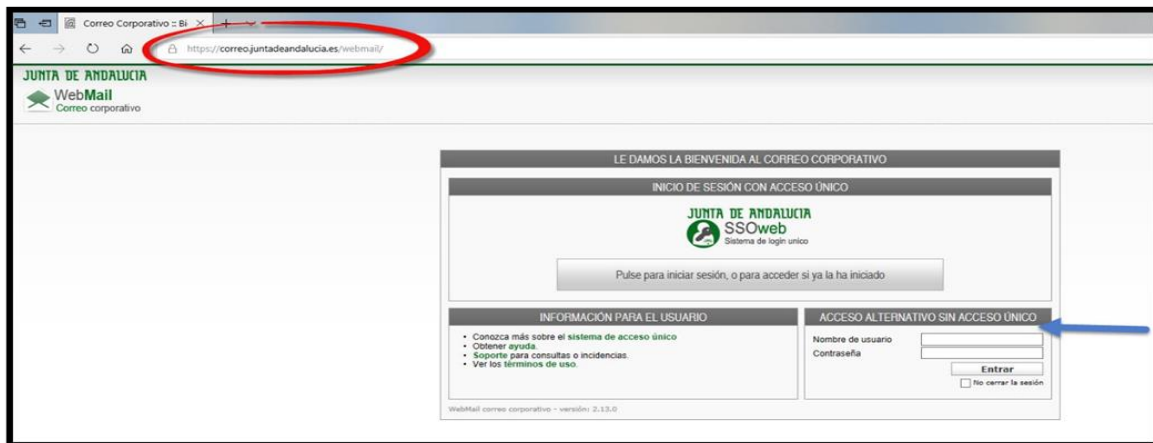 Correo Corporativo :: Bi
https://correo.juntadeandalucia.es/webmail/
JUNTA DE ANDALUCIA
WebMail
Correo corporativo
LE DAMOS LA BIENVENIDA AL CORREO CORPORATIVO
INICIO DE SESIÓN CON ACCESO ÚNICO
JUNTA DE ANDALUCIA
SSOweb
Sistema de login unico
Pulse para iniciar sesión, o para acceder si ya la ha iniciado
INFORMACIÓN PARA EL USUARIO
• Conozca más sobre el sistema de acceso único
• Obtener ayuda.
• Soporte para consultas o incidencias.
• Ver los términos de uso.
ACCESO ALTERNATIVO SIN ACCESO ÚNICO
Nombre de usuario
Contraseña
Entrar
No cerrar la sesión
WebMail correo corporativo - versión: 2.13.0